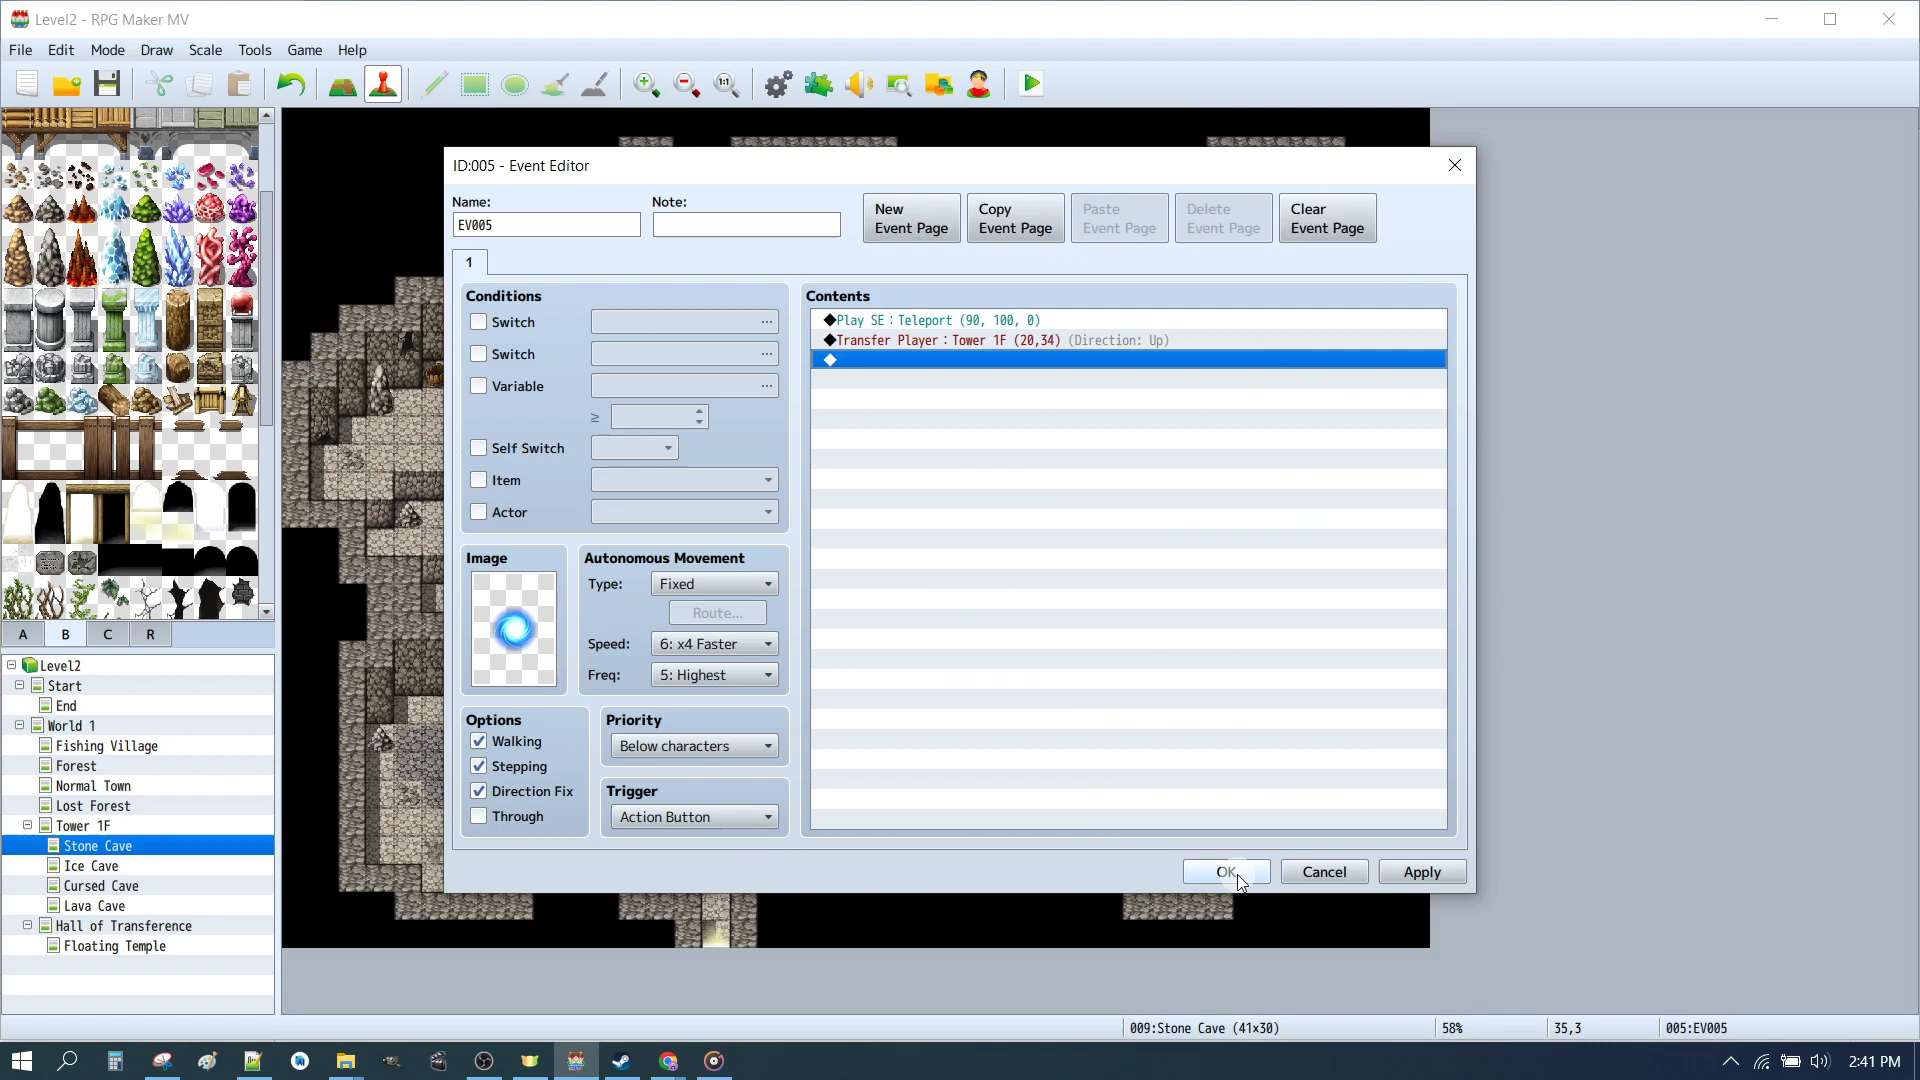 Level2 - RPG Maker MV
File Edit Mode Draw Scale Tools Game Help
1:1
ID:005 - Event Editor
Name:
Note:
EV005
New
Event Page
Copy
Event Page
Paste
Event Page
Delete
Event Page
Clear
Event Page
1
Conditions
Switch ...
Switch ...
Variable ...
≥
Self Switch
Item
Actor
Image
Autonomous Movement
Type: Fixed
Route...
Speed: 6: x4 Faster
Freq: 5: Highest
Options
Walking
Stepping
Direction Fix
Through
Priority
Below characters
Trigger
Action Button
Contents
◆Play SE：Teleport (90, 100, 0)
◆Transfer Player：Tower 1F (20,34) (Direction: Up)
◆
OK Cancel Apply
A B C R
Level2
Start
End
World 1
Fishing Village
Forest
Normal Town
Lost Forest
Tower 1F
Stone Cave
Ice Cave
Cursed Cave
Lava Cave
Hall of Transference
Floating Temple
009:Stone Cave (41×30) 58% 35,3 005:EV005
2:41 PM